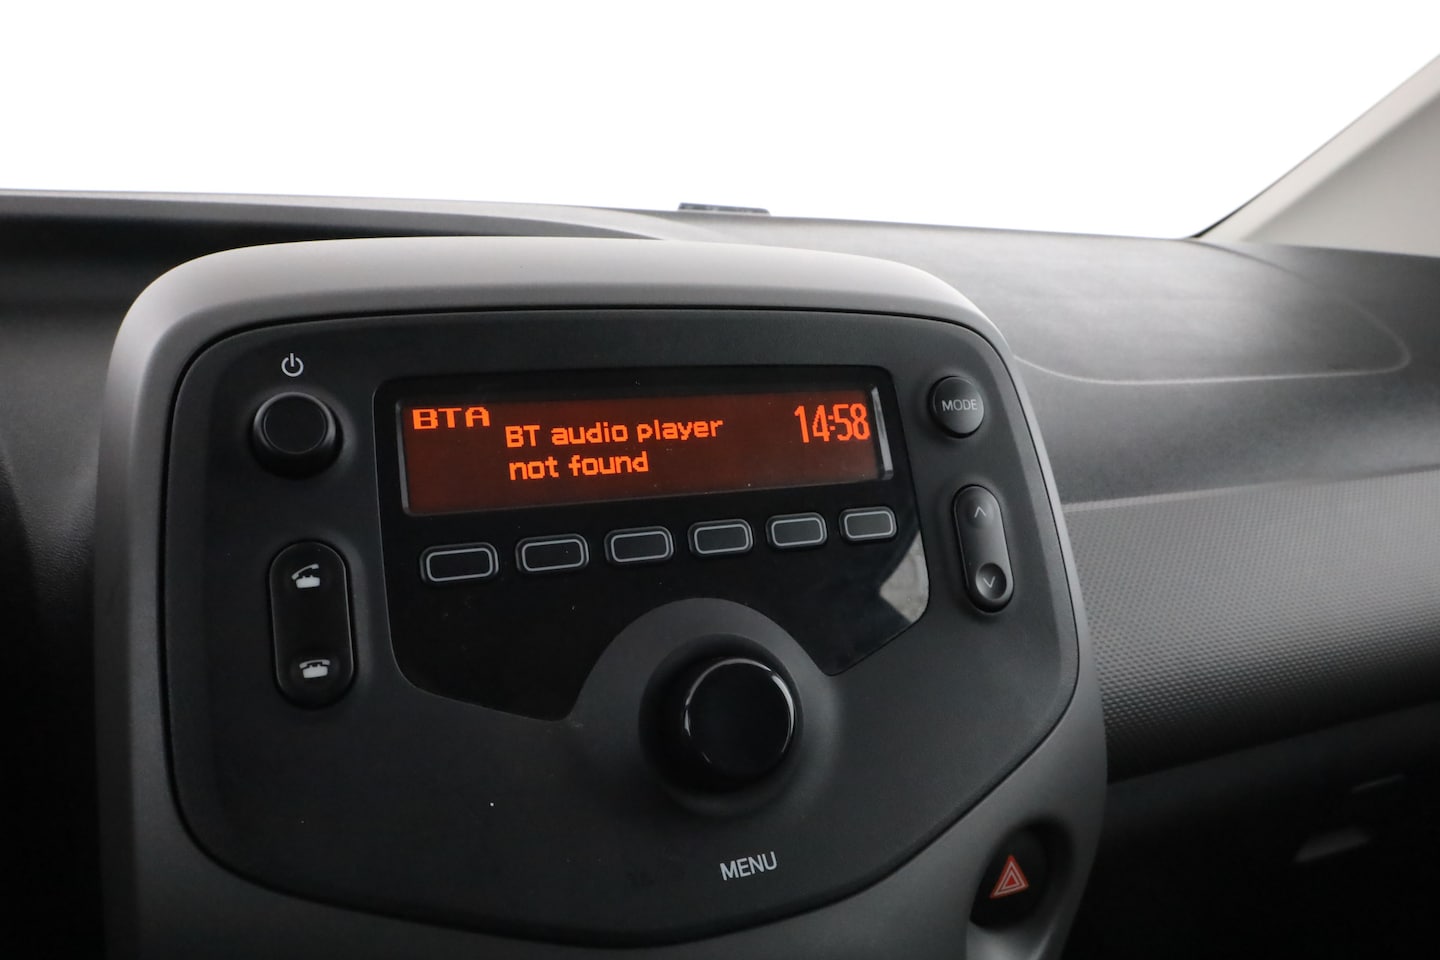 BTA
BT audio player
not found
14:58
MODE
MENU